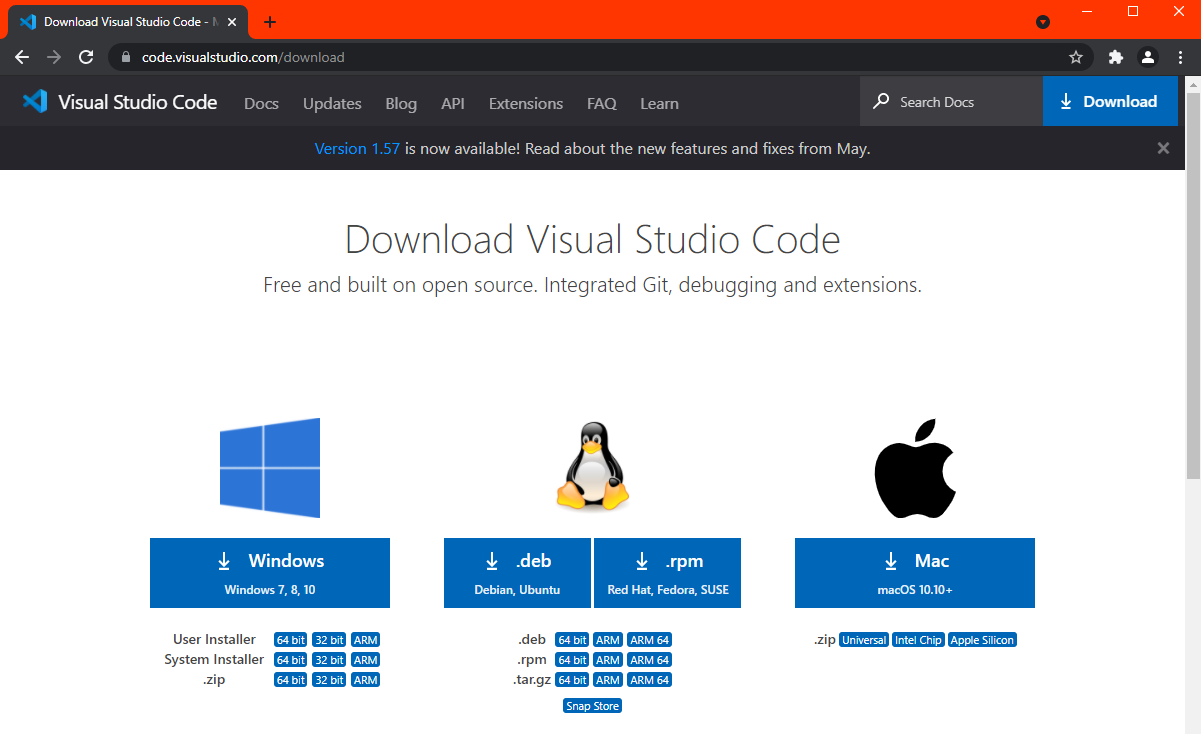 Download Visual Studio Code -
code.visualstudio.com/download
Visual Studio Code Docs Updates Blog API Extensions FAQ Learn Search Docs Download
Version 1.57 is now available! Read about the new features and fixes from May.
Download Visual Studio Code
Free and built on open source. Integrated Git, debugging and extensions.
Windows
Windows 7, 8, 10
User Installer 64 bit 32 bit ARM
System Installer 64 bit 32 bit ARM
.zip 64 bit 32 bit ARM
.deb
Debian, Ubuntu
.rpm
Red Hat, Fedora, SUSE
.deb 64 bit ARM ARM 64
.rpm 64 bit ARM ARM 64
.tar.gz 64 bit ARM ARM 64
Snap Store
Mac
macOS 10.10+
.zip Universal Intel Chip Apple Silicon